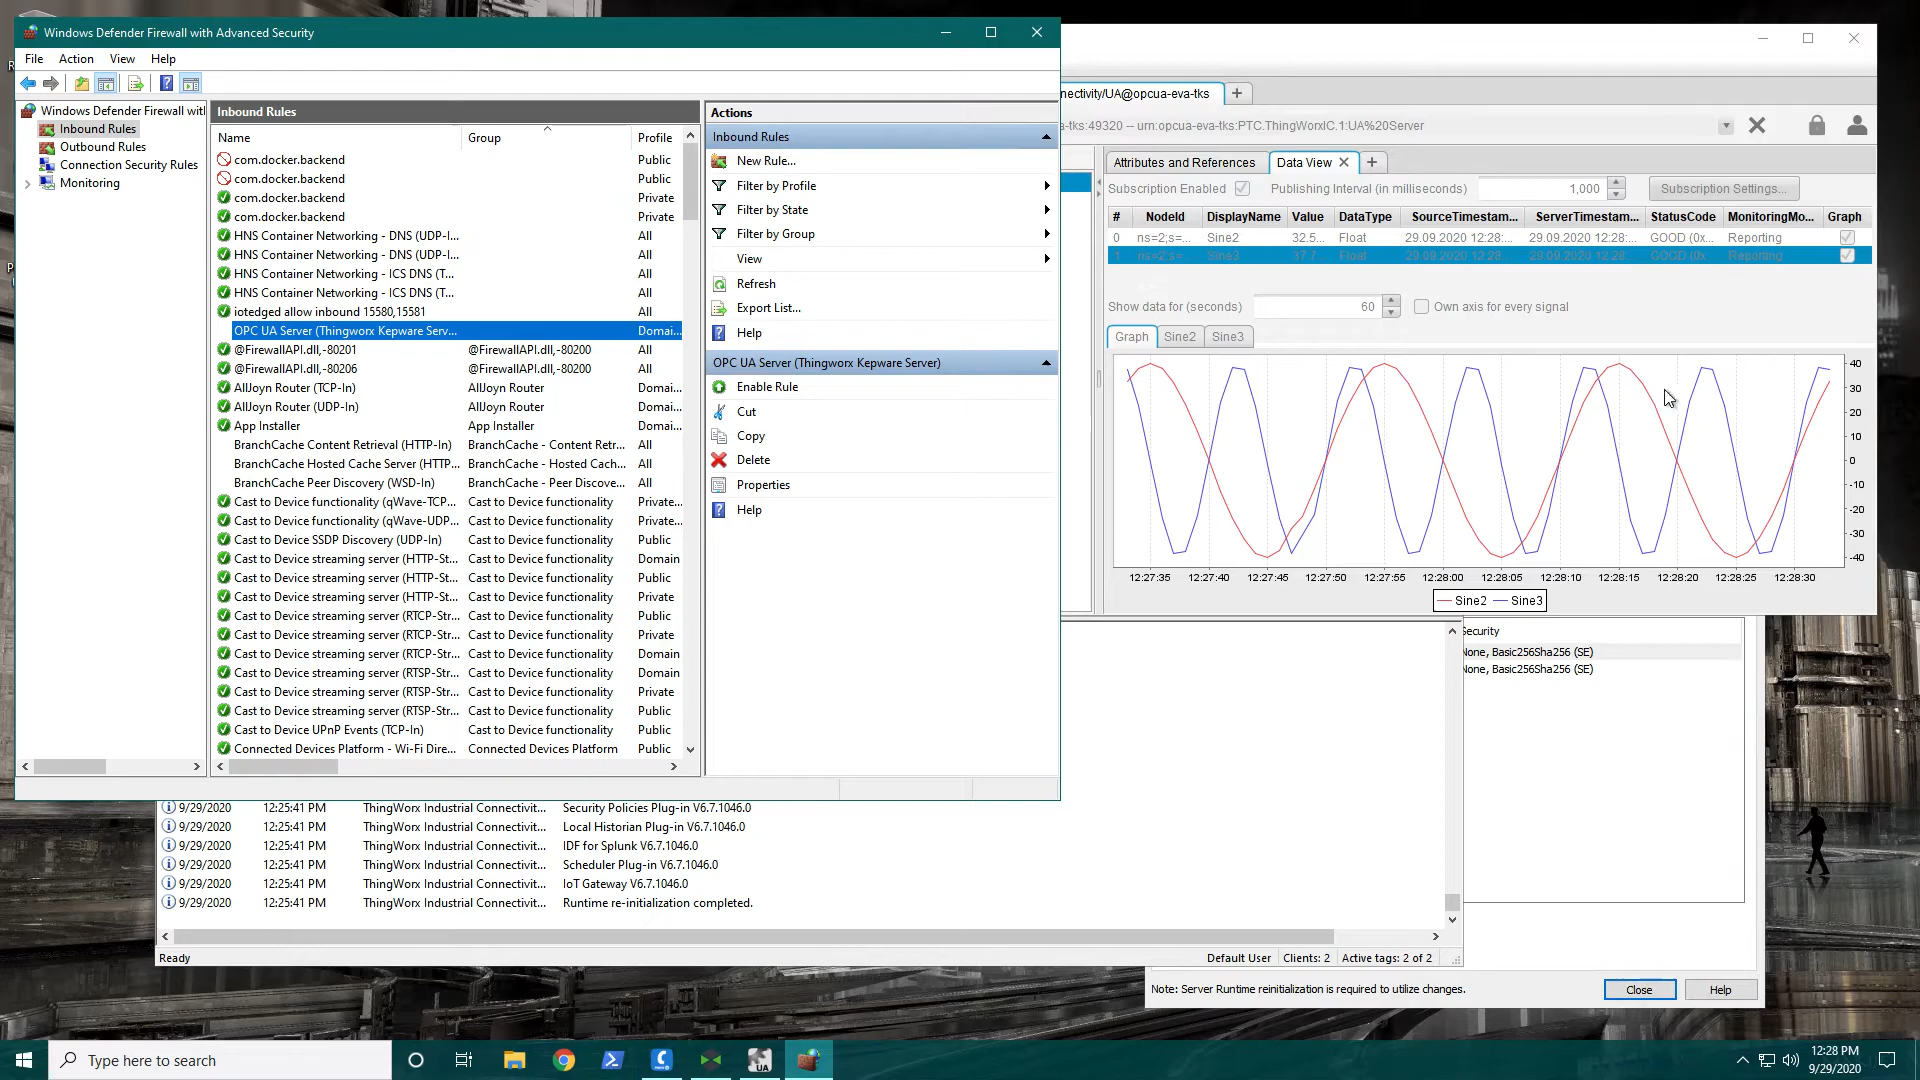 Windows Defender Firewall with Advanced Security
File Action View Help
Windows Defender Firewall with
Inbound Rules
Outbound Rules
Connection Security Rules
Monitoring
Inbound Rules
Name Group Profile
com.docker.backend Public
com.docker.backend Public
com.docker.backend Private
com.docker.backend Private
HNS Container Networking - DNS (UDP-I... All
HNS Container Networking - DNS (UDP-I... All
HNS Container Networking - ICS DNS (T... All
HNS Container Networking - ICS DNS (T... All
iotedged allow inbound 15580,15581 All
OPC UA Server (Thingworx Kepware Serv... Domai...
@FirewallAPI.dll,-80201 @FirewallAPI.dll,-80200 All
@FirewallAPI.dll,-80206 @FirewallAPI.dll,-80200 All
AllJoyn Router (TCP-In) AllJoyn Router Domai...
AllJoyn Router (UDP-In) AllJoyn Router Domai...
App Installer Domai...
BranchCache Content Retrieval (HTTP-In) BranchCache - Content Retr... All
BranchCache Hosted Cache Server (HTTP... BranchCache - Hosted Cach... All
BranchCache Peer Discovery (WSD-In) BranchCache - Peer Discove... All
Cast to Device functionality (qWave-TCP... Cast to Device functionality Private...
Cast to Device functionality (qWave-UDP... Cast to Device functionality Private...
Cast to Device SSDP Discovery (UDP-In) Cast to Device functionality Public
Cast to Device streaming server (HTTP-St... Cast to Device functionality Domain
Cast to Device streaming server (HTTP-St... Cast to Device functionality Public
Cast to Device streaming server (HTTP-St... Cast to Device functionality Private
Cast to Device streaming server (RTCP-Str... Cast to Device functionality Public
Cast to Device streaming server (RTCP-Str... Cast to Device functionality Private
Cast to Device streaming server (RTCP-Str... Cast to Device functionality Domain
Cast to Device streaming server (RTSP-Str... Cast to Device functionality Domain
Cast to Device streaming server (RTSP-Str... Cast to Device functionality Private
Cast to Device streaming server (RTSP-Str... Cast to Device functionality Public
Cast to Device UPnP Events (TCP-In) Cast to Device functionality Public
Connected Devices Platform - Wi-Fi Dire... Connected Devices Platform Public
Actions
Inbound Rules
New Rule...
Filter by Profile
Filter by State
Filter by Group
View
Refresh
Export List...
Help
OPC UA Server (Thingworx Kepware Server)
Enable Rule
Cut
Copy
Delete
Properties
Help
nectivity/UA@opcua-eva-tks
a-tks:49320 -- urn:opcua-eva-tks:PTC.ThingWorxIC.1:UA%20Server
Attributes and References Data View
Subscription Enabled Publishing Interval (in milliseconds) 1,000 Subscription Settings...
# NodeId DisplayName Value DataType SourceTimestam... ServerTimestam... StatusCode MonitoringMo... Graph
0 ns=2;s=... Sine2 32.5... Float 29.09.2020 12:28:... 29.09.2020 12:28:... GOOD (0x... Reporting
1 ns=2;s=... Sine3 37.7... Float 29.09.2020 12:28:... 29.09.2020 12:28:... GOOD (0x... Reporting
Show data for (seconds) 60 Own axis for every signal
Graph Sine2 Sine3
40
30
20
10
0
-10
-20
-30
-40
12:27:35 12:27:40 12:27:45 12:27:50 12:27:55 12:28:00 12:28:05 12:28:10 12:28:15 12:28:20 12:28:25 12:28:30
Sine2 Sine3
Security
None, Basic256Sha256 (SE)
None, Basic256Sha256 (SE)
9/29/2020 12:25:41 PM ThingWorx Industrial Connectivit... Security Policies Plug-in V6.7.1046.0
9/29/2020 12:25:41 PM ThingWorx Industrial Connectivit... Local Historian Plug-in V6.7.1046.0
9/29/2020 12:25:41 PM ThingWorx Industrial Connectivit... IDF for Splunk V6.7.1046.0
9/29/2020 12:25:41 PM ThingWorx Industrial Connectivit... Scheduler Plug-in V6.7.1046.0
9/29/2020 12:25:41 PM ThingWorx Industrial Connectivit... IoT Gateway V6.7.1046.0
9/29/2020 12:25:41 PM ThingWorx Industrial Connectivit... Runtime re-initialization completed.
Ready Default User Clients: 2 Active tags: 2 of 2
Note: Server Runtime reinitialization is required to utilize changes. Close Help
Type here to search
12:28 PM
9/29/2020